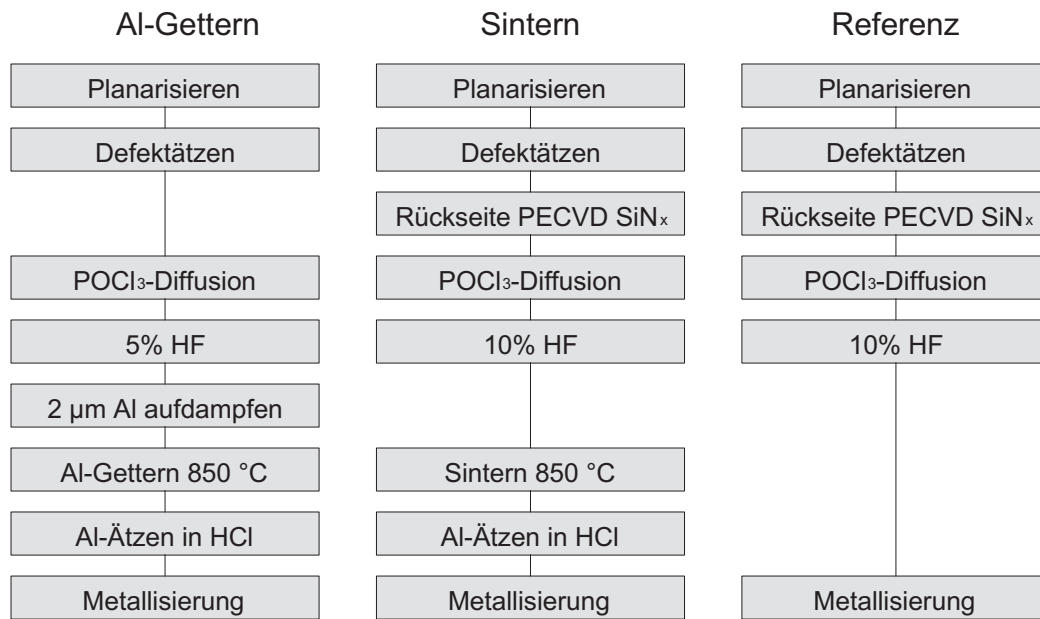 Al-Gettern
Planarisieren
Defektätzen
POCl₃-Diffusion
5% HF
2 µm Al aufdampfen
Al-Gettern 850 °C
Al-Ätzen in HCl
Metallisierung
Sintern
Planarisieren
Defektätzen
Rückseite PECVD SiNₓ
POCl₃-Diffusion
10% HF
Sintern 850 °C
Al-Ätzen in HCl
Metallisierung
Referenz
Planarisieren
Defektätzen
Rückseite PECVD SiNₓ
POCl₃-Diffusion
10% HF
Metallisierung